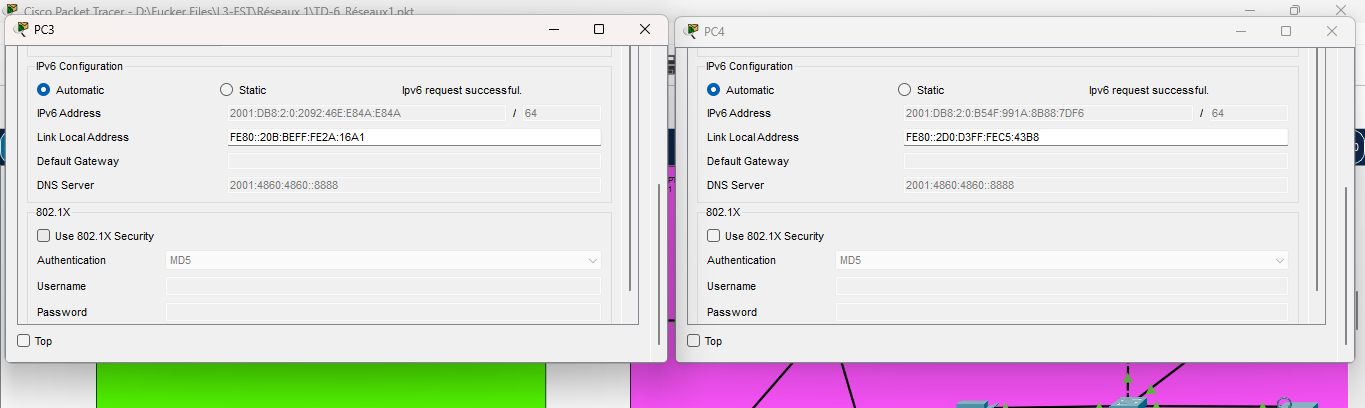 Cisco Packet Tracer - D:\Fucker Files\L3-EST\Réseaux 1\TD-6_Réseaux1.pkt
PC3
IPv6 Configuration
Automatic
Static
Ipv6 request successful.
IPv6 Address
2001:DB8:2:0:2092:46E:E84A:E84A
/
64
Link Local Address
FE80::20B:BEFF:FE2A:16A1
Default Gateway
DNS Server
2001:4860:4860::8888
802.1X
Use 802.1X Security
Authentication
MD5
Username
Password
Top
PC4
IPv6 Configuration
Automatic
Static
Ipv6 request successful.
IPv6 Address
2001:DB8:2:0:B54F:991A:8B88:7DF6
/
64
Link Local Address
FE80::2D0:D3FF:FEC5:43B8
Default Gateway
DNS Server
2001:4860:4860::8888
802.1X
Use 802.1X Security
Authentication
MD5
Username
Password
Top